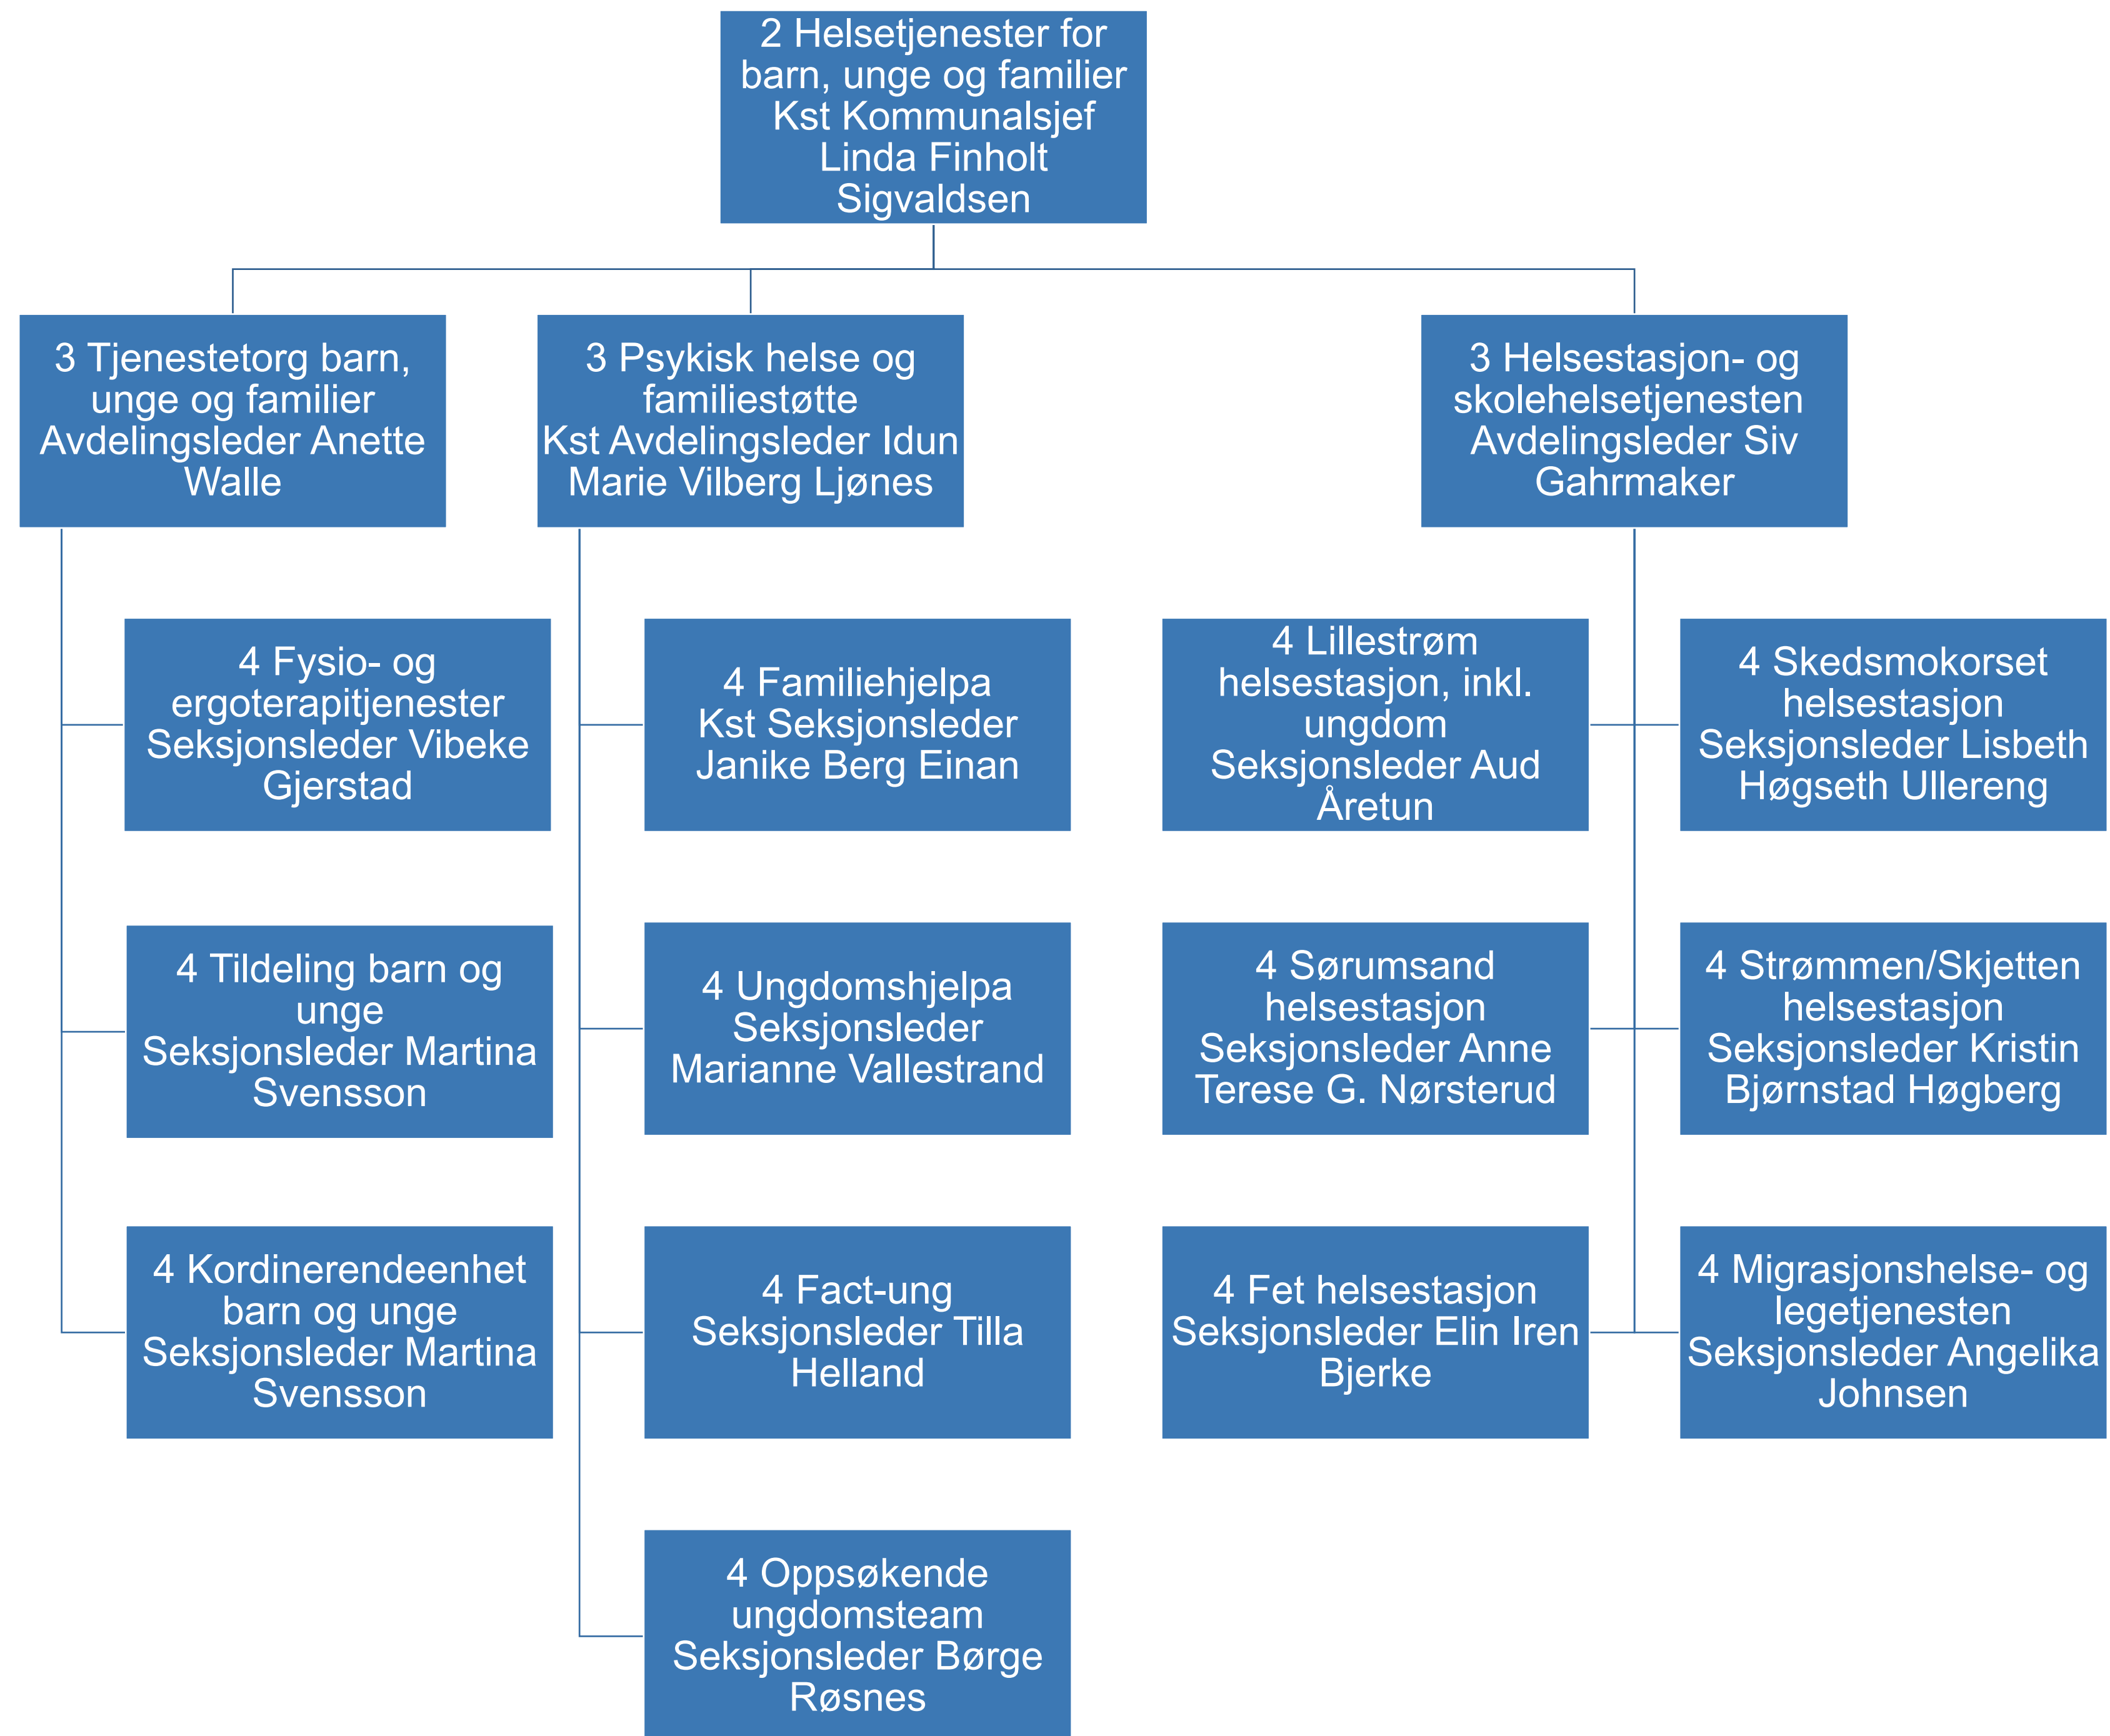 2 Helsetjenester for
barn, unge og familier
Kst Kommunalsjef
Linda Finholt
Sigvaldsen
3 Tjenestetorg barn,
unge og familier
Avdelingsleder Anette
Walle
3 Psykisk helse og
familiestøtte
Kst Avdelingsleder Idun
Marie Vilberg Ljønes
3 Helsestasjon- og
skolehelsetjenesten
Avdelingsleder Siv
Gahrmaker
4 Fysio- og
ergoterapitjenester
Seksjonsleder Vibeke
Gjerstad
4 Tildeling barn og
unge
Seksjonsleder Martina
Svensson
4 Kordinerendeenhet
barn og unge
Seksjonsleder Martina
Svensson
4 Familiehjelpa
Kst Seksjonsleder
Janike Berg Einan
4 Ungdomshjelpa
Seksjonsleder
Marianne Vallestrand
4 Fact-ung
Seksjonsleder Tilla
Helland
4 Oppsøkende
ungdomsteam
Seksjonsleder Børge
Røsnes
4 Lillestrøm
helsestasjon, inkl.
ungdom
Seksjonsleder Aud
Åretun
4 Skedsmokorset
helsestasjon
Seksjonsleder Lisbeth
Høgseth Ullereng
4 Sørumsand
helsestasjon
Seksjonsleder Anne
Terese G. Nørsterud
4 Strømmen/Skjetten
helsestasjon
Seksjonsleder Kristin
Bjørnstad Høgberg
4 Fet helsestasjon
Seksjonsleder Elin Iren
Bjerke
4 Migrasjonshelse- og
legetjenesten
Seksjonsleder Angelika
Johnsen